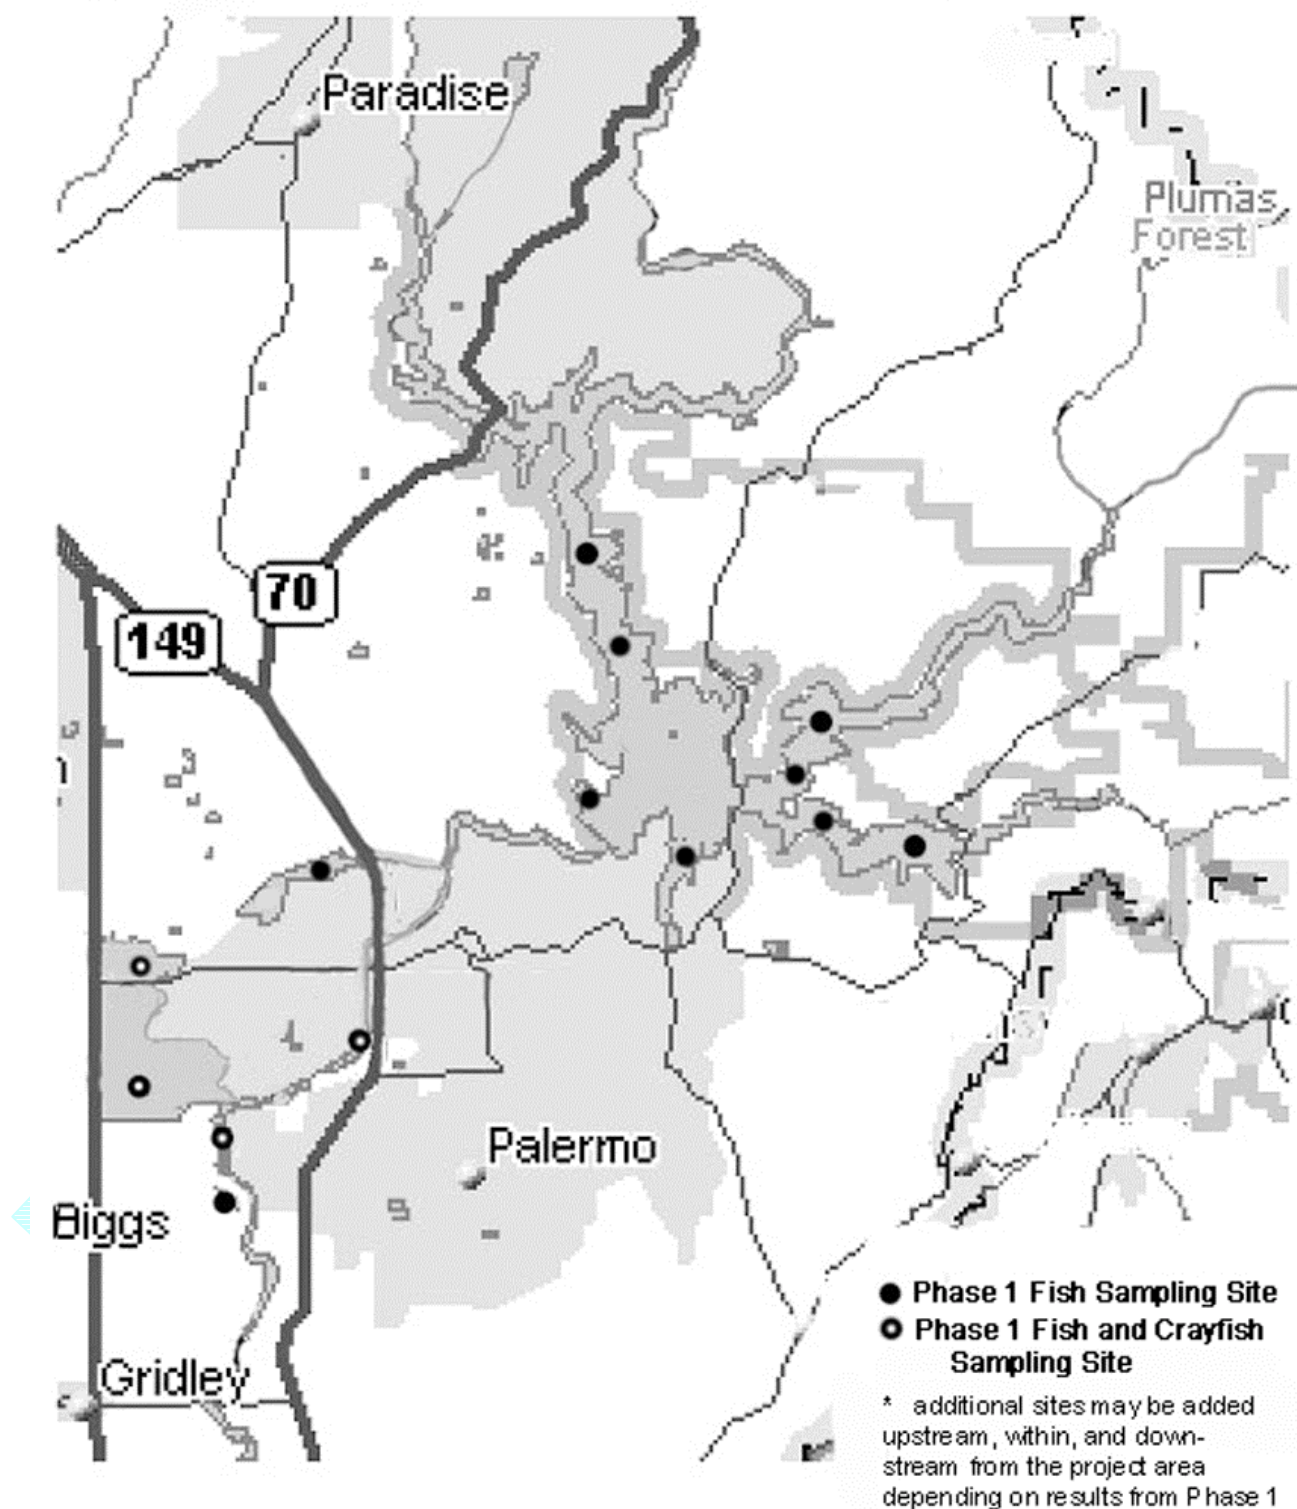 Paradise
Plumas
Forest
70
149
Palermo
Biggs
Gridley
Phase 1 Fish Sampling Site
Phase 1 Fish and Crayfish
Sampling Site
* additional sites may be added
upstream, within, and down-
stream from the project area
depending on results from Phase 1